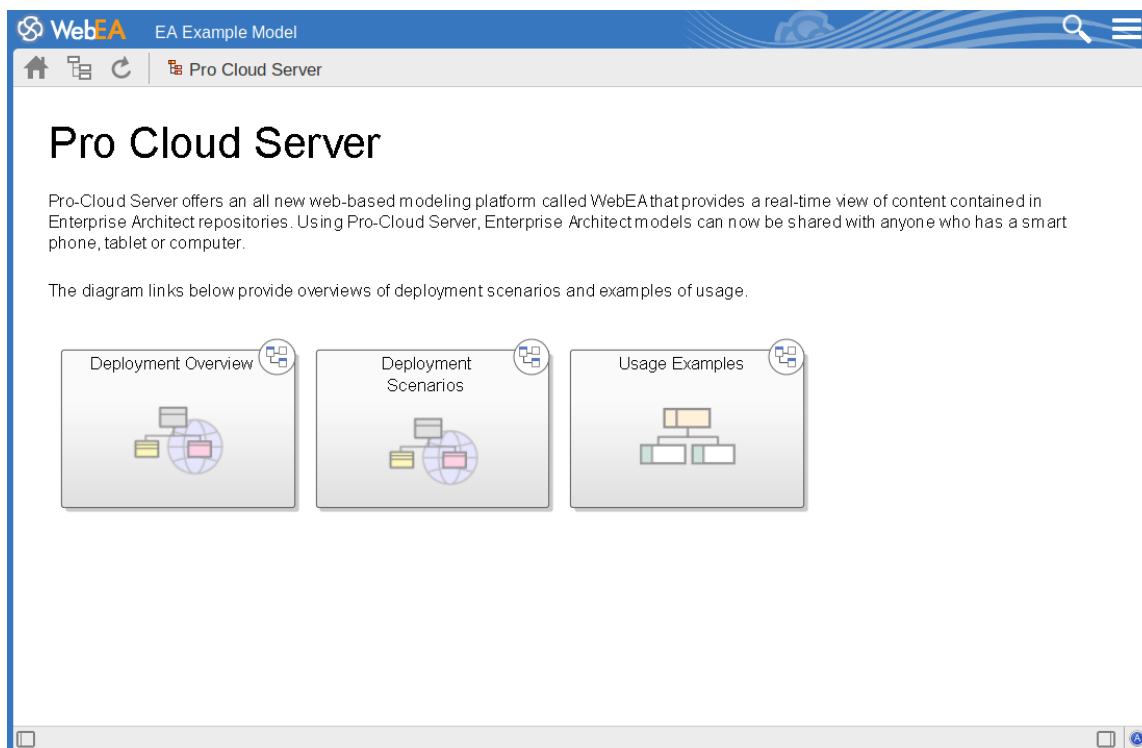 WebEA EA Example Model
Pro Cloud Server
Pro Cloud Server
Pro-Cloud Server offers an all new web-based modeling platform called WebEA that provides a real-time view of content contained in
Enterprise Architect repositories. Using Pro-Cloud Server, Enterprise Architect models can now be shared with anyone who has a smart
phone, tablet or computer.
The diagram links below provide overviews of deployment scenarios and examples of usage.
Deployment Overview
Deployment
Scenarios
Usage Examples
A